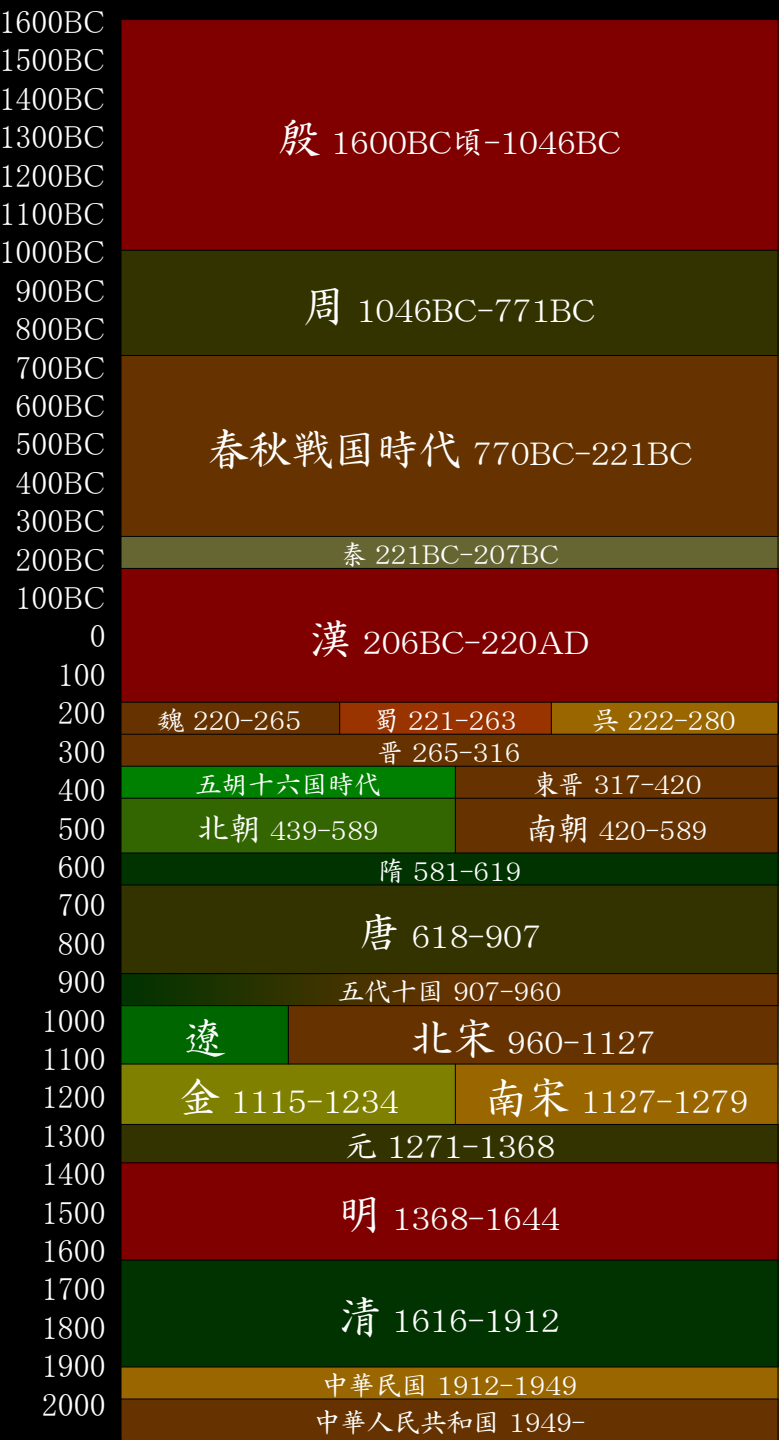 1600BC
1500BC
1400BC
1300BC
1200BC
1100BC
1000BC
900BC
800BC
700BC
600BC
500BC
400BC
300BC
200BC
100BC
0
100
200
300
400
500
600
700
800
900
1000
1100
1200
1300
1400
1500
1600
1700
1800
1900
2000
殷 1600BC頃-1046BC
周 1046BC-771BC
春秋戦国時代 770BC-221BC
秦 221BC-207BC
漢 206BC-220AD
魏 220-265
蜀 221-263
呉 222-280
晋 265-316
五胡十六国時代
東晋 317-420
北朝 439-589
南朝 420-589
隋 581-619
唐 618-907
五代十国 907-960
遼
北宋 960-1127
金 1115-1234
南宋 1127-1279
元 1271-1368
明 1368-1644
清 1616-1912
中華民国 1912-1949
中華人民共和国 1949-